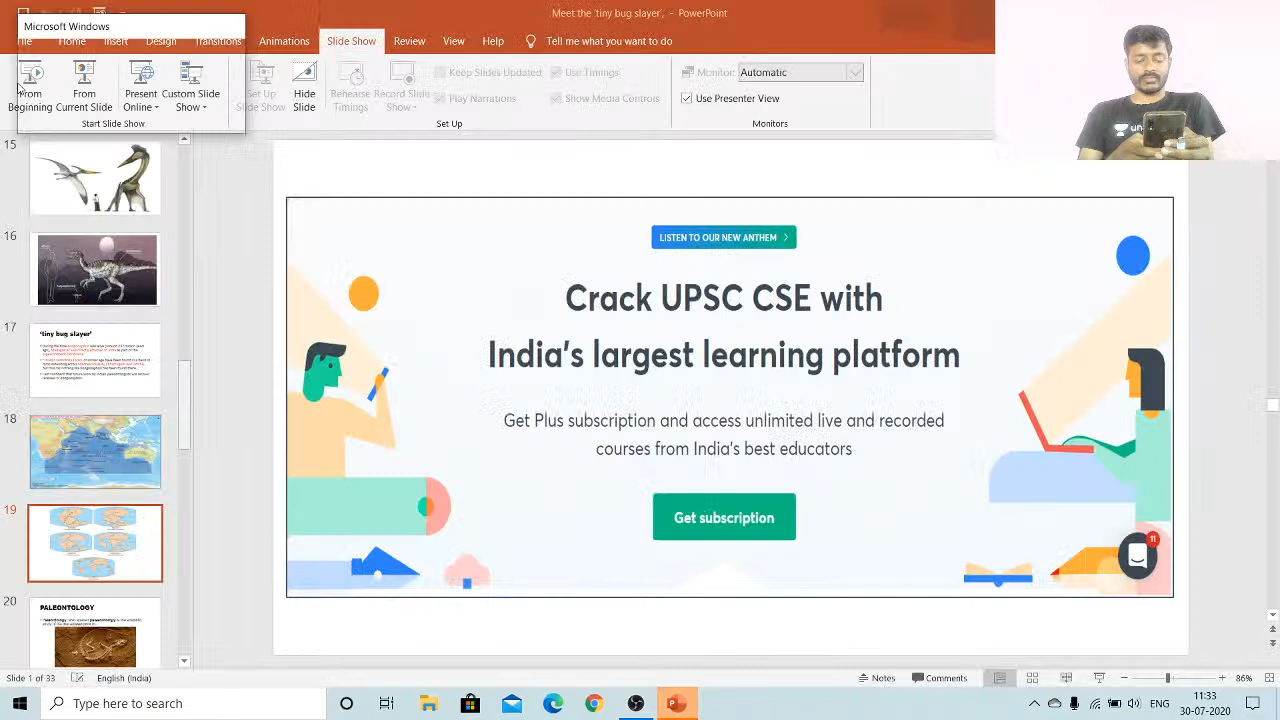 Meet the 'tiny bug slayer', - PowerPoint
Microsoft Windows
File Home Insert Design Transitions Animations Slide Show Review View Help Tell me what you want to do
From Beginning
From Current Slide
Present Online
Custom Slide Show
Start Slide Show
Set Up Slide Show
Hide Slide
Rehearse Timings
Record Slide Show
Keep Slides Updated
Play Narrations
Use Timings
Show Media Controls
Set Up
Monitor: Automatic
Use Presenter View
Monitors
15
16
17
'tiny bug slayer'
18
19
20
PALEONTOLOGY
LISTEN TO OUR NEW ANTHEM
Crack UPSC CSE with
India's largest learning platform
Get Plus subscription and access unlimited live and recorded
courses from India's best educators
Get subscription
11
Slide 1 of 33 English (India) Notes Comments 86%
Type here to search
ENG
11:33
30-07-2020